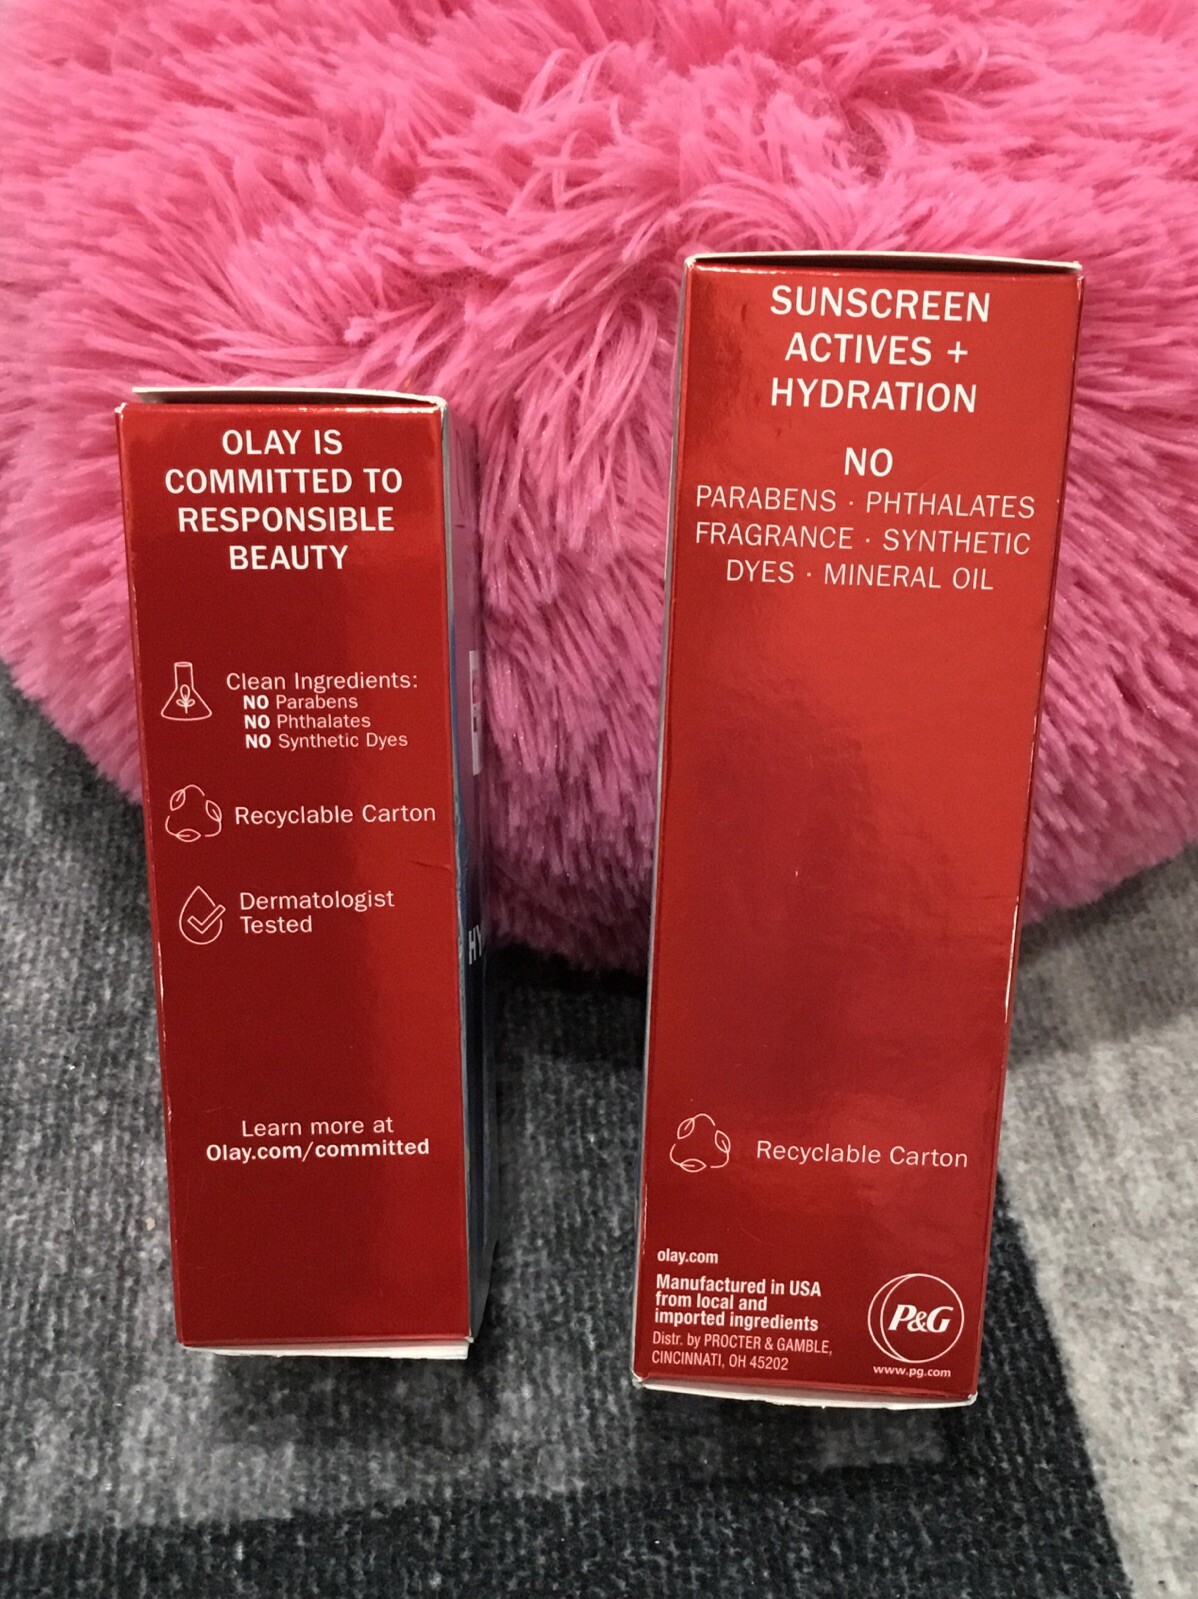 OLAY IS
COMMITTED TO
RESPONSIBLE
BEAUTY
Clean Ingredients:
NO Parabens
NO Phthalates
NO Synthetic Dyes
Recyclable Carton
Dermatologist
Tested
Learn more at
Olay.com/committed
SUNSCREEN
ACTIVES +
HYDRATION
NO
PARABENS · PHTHALATES
FRAGRANCE · SYNTHETIC
DYES · MINERAL OIL
Recyclable Carton
olay.com
Manufactured in USA
from local and
imported ingredients
Distr. by PROCTER & GAMBLE,
CINCINNATI, OH 45202
P&G
www.pg.com